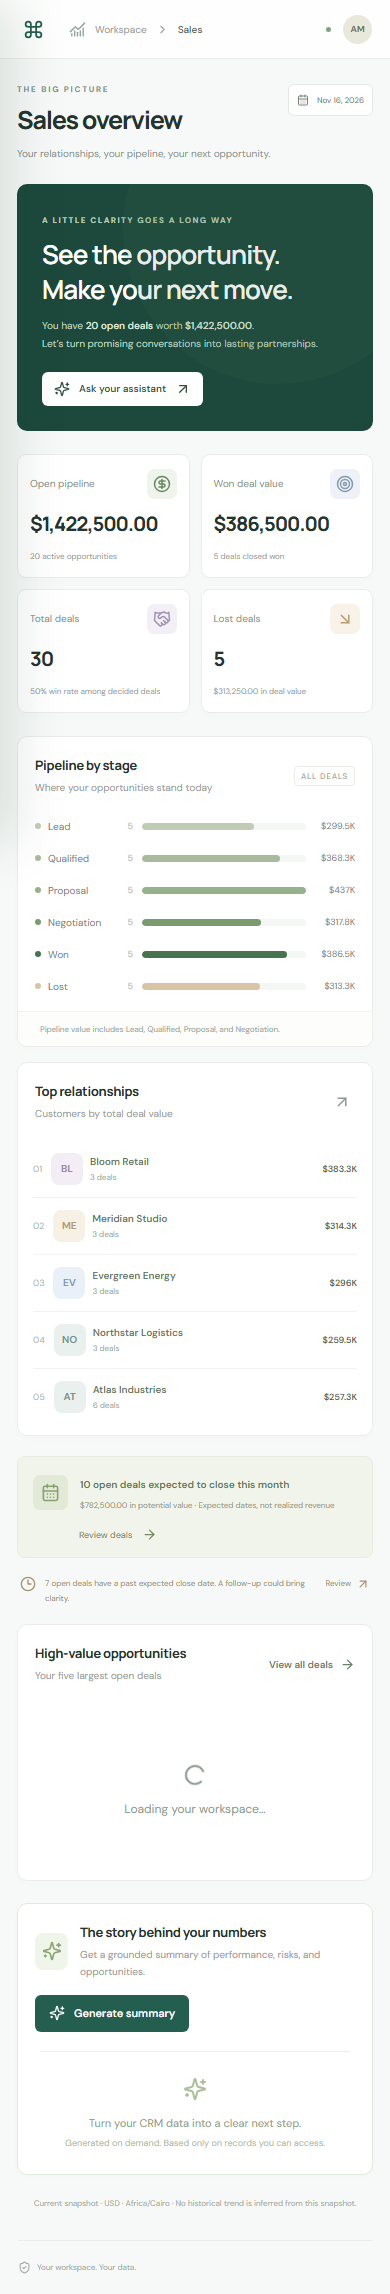 Workspace > Sales
AM
THE BIG PICTURE
Sales overview
Nov 16, 2026
Your relationships, your pipeline, your next opportunity.
A LITTLE CLARITY GOES A LONG WAY
See the opportunity.
Make your next move.
You have 20 open deals worth $1,422,500.00.
Let's turn promising conversations into lasting partnerships.
Ask your assistant
Open pipeline
$1,422,500.00
20 active opportunities
Won deal value
$386,500.00
5 deals closed won
Total deals
30
50% win rate among decided deals
Lost deals
5
$313,250.00 in deal value
Pipeline by stage
Where your opportunities stand today
ALL DEALS
Lead 5 $299.5K
Qualified 5 $368.3K
Proposal 5 $437K
Negotiation 5 $317.8K
Won 5 $386.5K
Lost 5 $313.3K
Pipeline value includes Lead, Qualified, Proposal, and Negotiation.
Top relationships
Customers by total deal value
01 BL Bloom Retail $383.3K
3 deals
02 ME Meridian Studio $314.3K
3 deals
03 EV Evergreen Energy $296K
3 deals
04 NO Northstar Logistics $259.5K
3 deals
05 AT Atlas Industries $257.3K
6 deals
10 open deals expected to close this month
$782,500.00 in potential value · Expected dates, not realized revenue
Review deals
7 open deals have a past expected close date. A follow-up could bring
clarity.
Review
High-value opportunities
Your five largest open deals
View all deals
Loading your workspace...
The story behind your numbers
Get a grounded summary of performance, risks, and
opportunities.
Generate summary
Turn your CRM data into a clear next step.
Generated on demand. Based only on records you can access.
Current snapshot · USD · Africa/Cairo · No historical trend is inferred from this snapshot.
Your workspace. Your data.